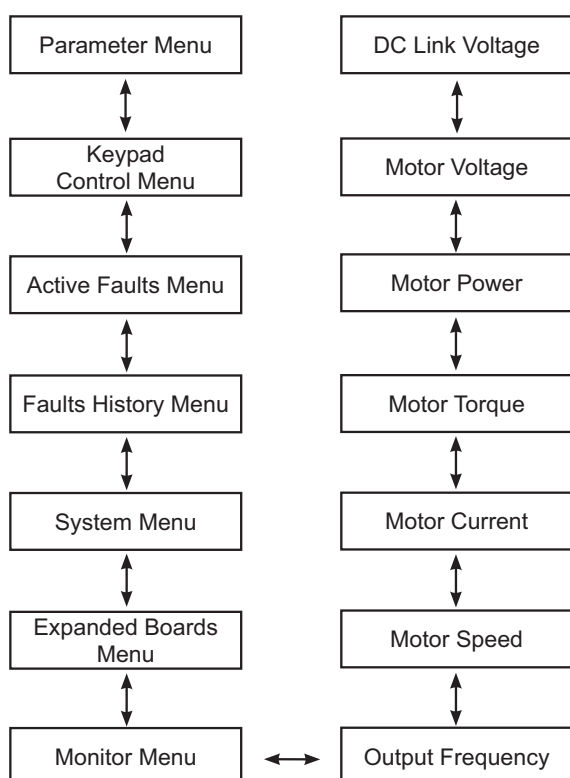 Parameter Menu
Keypad
Control Menu
Active Faults Menu
Faults History Menu
System Menu
Expanded Boards
Menu
Monitor Menu
DC Link Voltage
Motor Voltage
Motor Power
Motor Torque
Motor Current
Motor Speed
Output Frequency